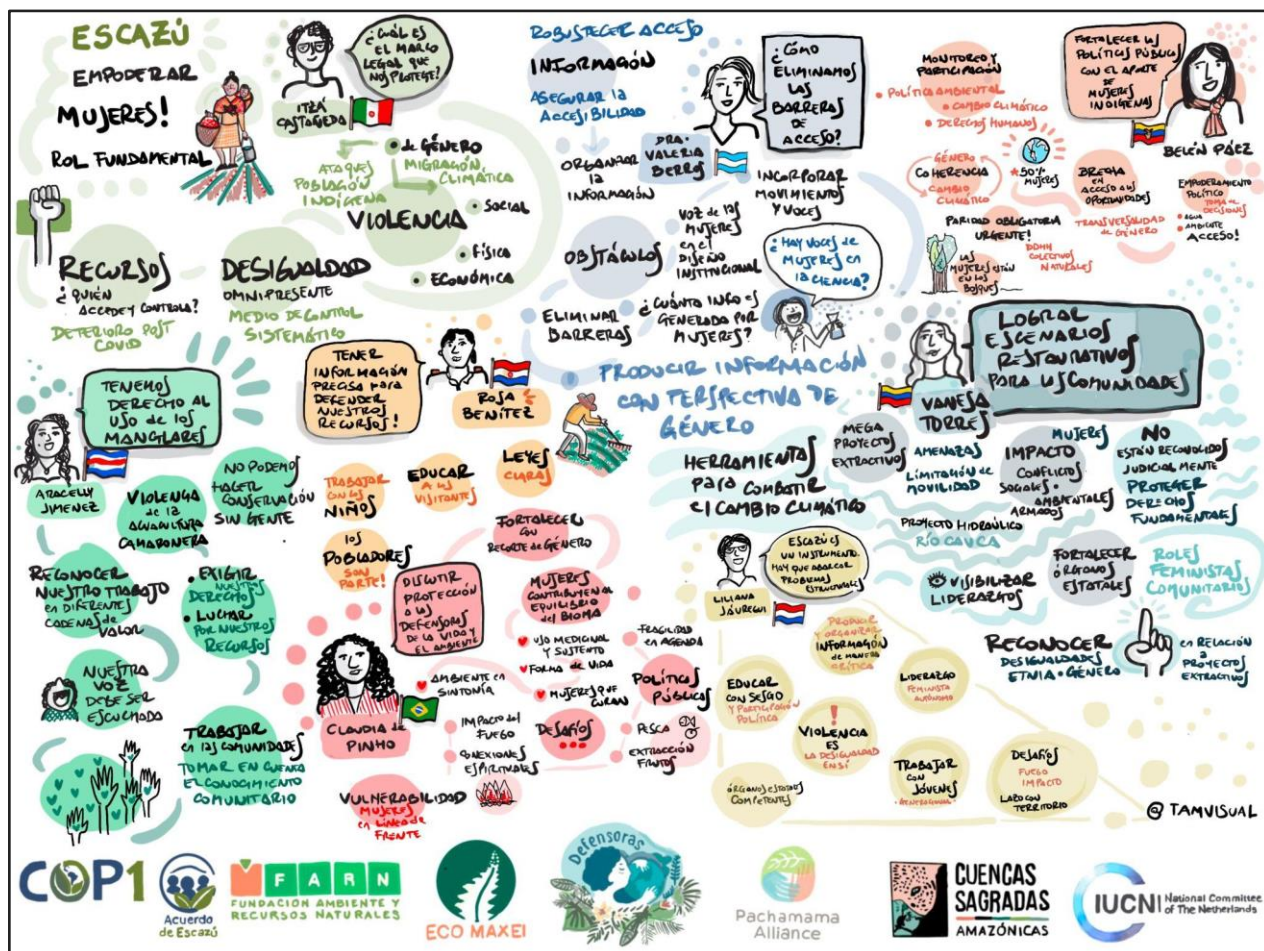 ESCAZÚ
EMPODERAR
MUJERES!
ROL FUNDAMENTAL
¿CUÁL ES
EL MARCO
LEGAL QUE
NOS PROTEGE?
ITZÁ
CASTAÑEDA
de GÉNERO
ATAQUES
POBLACIÓN
INDÍGENA
MIGRACIÓN
CLIMÁTICA
VIOLENCIA
SOCIAL
FÍSICA
ECONÓMICA
RECURSOS
¿QUIÉN
ACCEDE Y CONTROLA?
DETERIORO POST
COVID
DESIGUALDAD
OMNIPRESENTE
MEDIO DE CONTROL
SISTEMÁTICO
ROBUSTECER ACCESO
INFORMACIÓN
ASEGURAR la
ACCESIBILIDAD
ORGANIZAR
la
INFORMACIÓN
DRA.
VALERIA
BERROS
¿CÓMO
ELIMINAMOS
LAS
BARRERAS
DE
ACCESO?
INCORPORAR
MOVIMIENTOS
Y VOCES
OBSTÁCULOS
VOZ de las
MUJERES
en el
DISEÑO
INSTITUCIONAL
¿HAY VOCES de
MUJERES en
la CIENCIA?
ELIMINAR
BARRERAS
¿CUÁNTA INFO es
GENERADA POR
MUJERES?
PRODUCIR INFORMACIÓN
CON PERSPECTIVA DE
GÉNERO
MONITOREO Y
PARTICIPACIÓN
POLÍTICA AMBIENTAL
CAMBIO CLIMÁTICO
DERECHOS HUMANOS
FORTALECER LAS
POLÍTICAS PÚBLICAS
CON EL APORTE
DE
MUJERES
INDÍGENAS
BELÉN PÁEZ
GÉNERO
COHERENCIA
CAMBIO
CLIMÁTICO
*50%
MUJERES
BRECHA
en
ACCESO a las
OPORTUNIDADES
EMPODERAMIENTO
POLÍTICO
TOMA de
DECISIONES
AGUA
AMBIENTE
ACCESO!
PARIDAD OBLIGATORIA
URGENTE!
TRANSVERSALIDAD
de GÉNERO
DDHH
COLECTIVOS
NATURALES
LAS
MUJERES ESTÁN
EN LOS
BOSQUES
TENEMOS
DERECHO AL
USO de los
MANGLARES
ARACELLY
JIMENEZ
VIOLENCIA
de la
ACUACULTURA
CAMARONERA
NO PODEMOS
HACER
CONSERVACIÓN
SIN GENTE
RECONOCER
NUESTRO TRABAJO
en DIFERENTES
CADENAS de
VALOR
EXIGIR
NUESTROS
DERECHOS
LUCHAR
POR NUESTROS
RECURSOS
NUESTRA
VOZ
DEBE SER
ESCUCHADA
TRABAJAR
en las COMUNIDADES
TOMAR EN CUENTA
EL CONOCIMIENTO
COMUNITARIO
TENER
INFORMACIÓN
PRECISA para
DEFENDER
NUESTROS
RECURSOS!
ROSA
BENÍTEZ
TRABAJAR
CON LOS
NIÑOS
EDUCAR
A los
VISITANTES
LEYES
CLARAS
los
POBLADORES
SON
PARTE!
DISCUTIR
PROTECCIÓN
A LAS
DEFENSORAS
DE LA VIDA Y
EL AMBIENTE
CLAUDIA de
PINHO
FORTALECER
CON
RECORTE de GÉNERO
MUJERES
CONTRIBUYEN AL
EQUILIBRIO
del BIOMA
AMBIENTE en
SINTONÍA
USO MEDICINAL
Y SUSTENTO
FORMA de VIDA
MUJERES QUE
CURAN
FRAGILIDAD
en AGENDA
POLÍTICAS
PÚBLICAS
IMPACTO del
FUEGO
CONEXIONES
ESPIRITUALES
DESAFÍOS
PESCA
EXTRACCIÓN
FRUTOS
VULNERABILIDAD
MUJERES
en LÍNEA de
FRENTE
LOGRAR
ESCENARIOS
RESTAURATIVOS
PARA LAS COMUNIDADES
VANESA
TORRES
HERRAMIENTAS
para COMBATIR
el CAMBIO CLIMÁTICO
MEGA
PROYECTOS
EXTRACTIVOS
AMENAZAS
LIMITACIÓN de
MOVILIDAD
MUJERES
IMPACTO
CONFLICTOS
SOCIALES
AMBIENTALES
ARMADOS
NO
ESTÁN RECONOCIDOS
JUDICIALMENTE
PROTEGER
DERECHOS
FUNDAMENTALES
PROYECTO HIDRÁULICO
RÍO CAUCA
VISIBILIZAR
LIDERAZGOS
FORTALECER
ÓRGANOS
ESTATALES
ROLES
FEMINISTAS
COMUNITARIOS
RECONOCER
DESIGUALDADES
ETNIA · GÉNERO
en RELACIÓN
a
PROYECTOS
EXTRACTIVOS
LILIANA
JÁUREGUI
ESCAZÚ ES
UN INSTRUMENTO.
HAY QUE ABARCAR
PROBLEMAS
ESTRUCTURALES
PRODUCIR
Y ORGANIZAR
INFORMACIÓN
de MANERA
CRÍTICA
EDUCAR
CON SESGO
Y PARTICIPACIÓN
POLÍTICA
LIDERAZGO
FEMINISTA
AUTÓNOMO
!
VIOLENCIA
ES
LA DESIGUALDAD
EN SÍ
ÓRGANOS ESTATALES
COMPETENTES
TRABAJAR
CON
JÓVENES
·GENERACIONAL·
DESAFÍOS
FUEGO
IMPACTO
LAZO CON
TERRITORIO
@TAMVISUAL
COP1
Acuerdo
de Escazú
FARN
FUNDACIÓN AMBIENTE Y
RECURSOS NATURALES
ECO MAXEI
Defensoras
Pachamama
Alliance
CUENCAS
SAGRADAS
AMAZÓNICAS
IUCN
National Committee
of The Netherlands